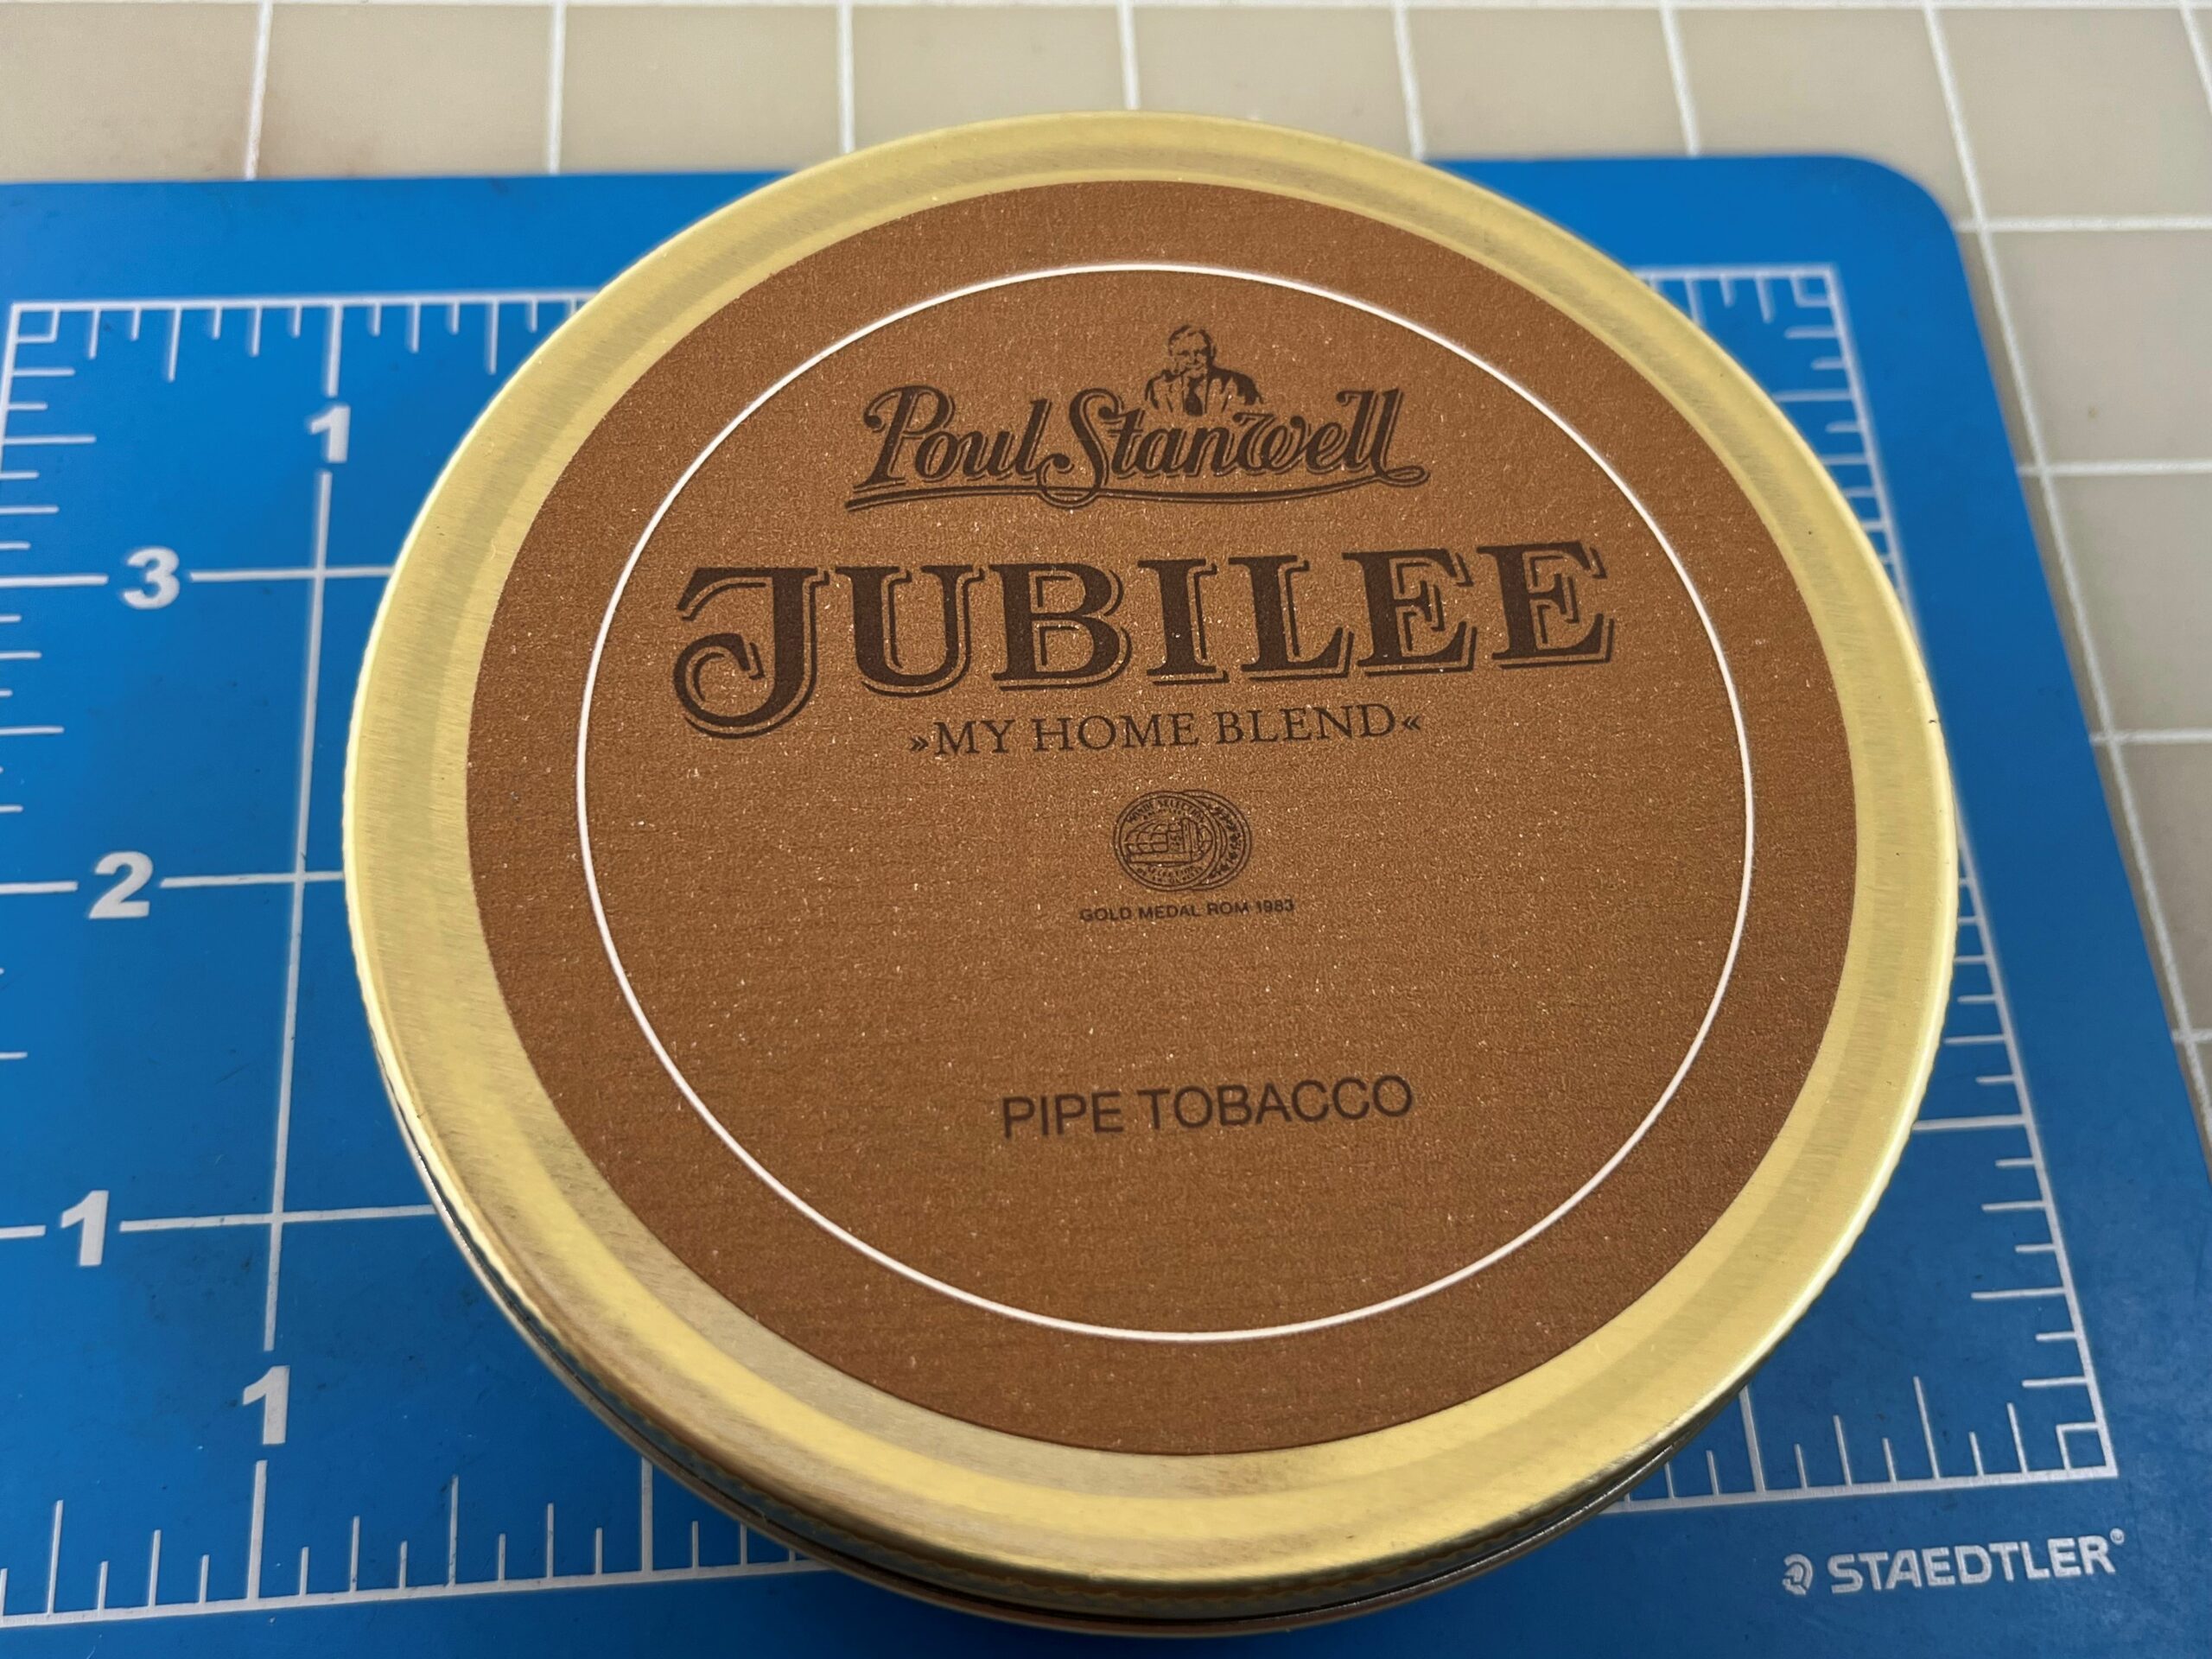 Poul Stanwell
JUBILEE
»MY HOME BLEND«
GOLD MEDAL ROM 1983
PIPE TOBACCO
1
3
2
1
1
STAEDTLER®